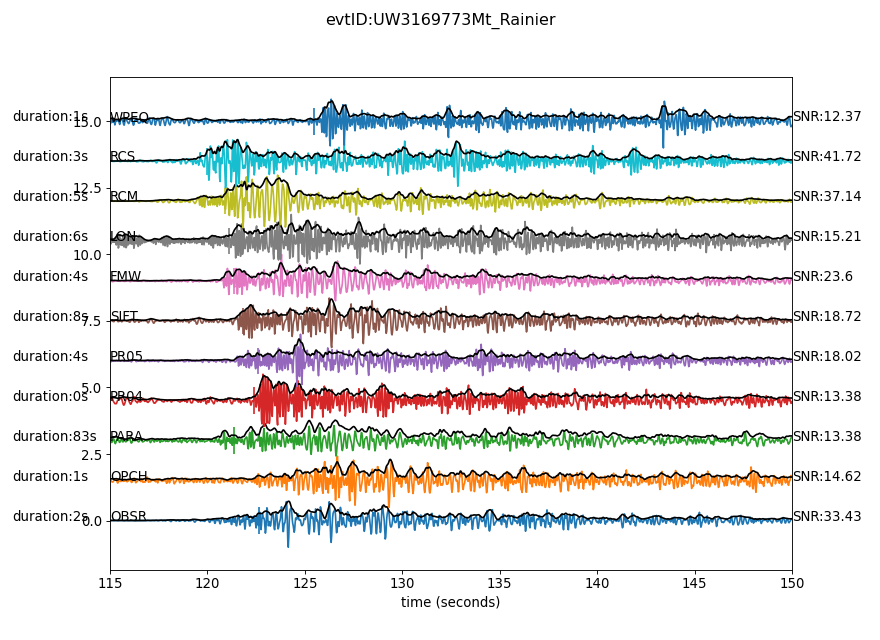 evtID:UW3169773Mt_Rainier
duration:1s WPEO SNR:12.37
15.0
duration:3s RCS SNR:41.72
12.5
duration:5s RCM SNR:37.14
duration:6s LON SNR:15.21
10.0
duration:4s FMW SNR:23.6
duration:8s SIFT SNR:18.72
7.5
duration:4s PR05 SNR:18.02
5.0
duration:0s PR04 SNR:13.38
duration:83s PARA SNR:13.38
2.5
duration:1s OPCH SNR:14.62
duration:2s OBSR SNR:33.43
0.0
115 120 125 130 135 140 145 150
time (seconds)